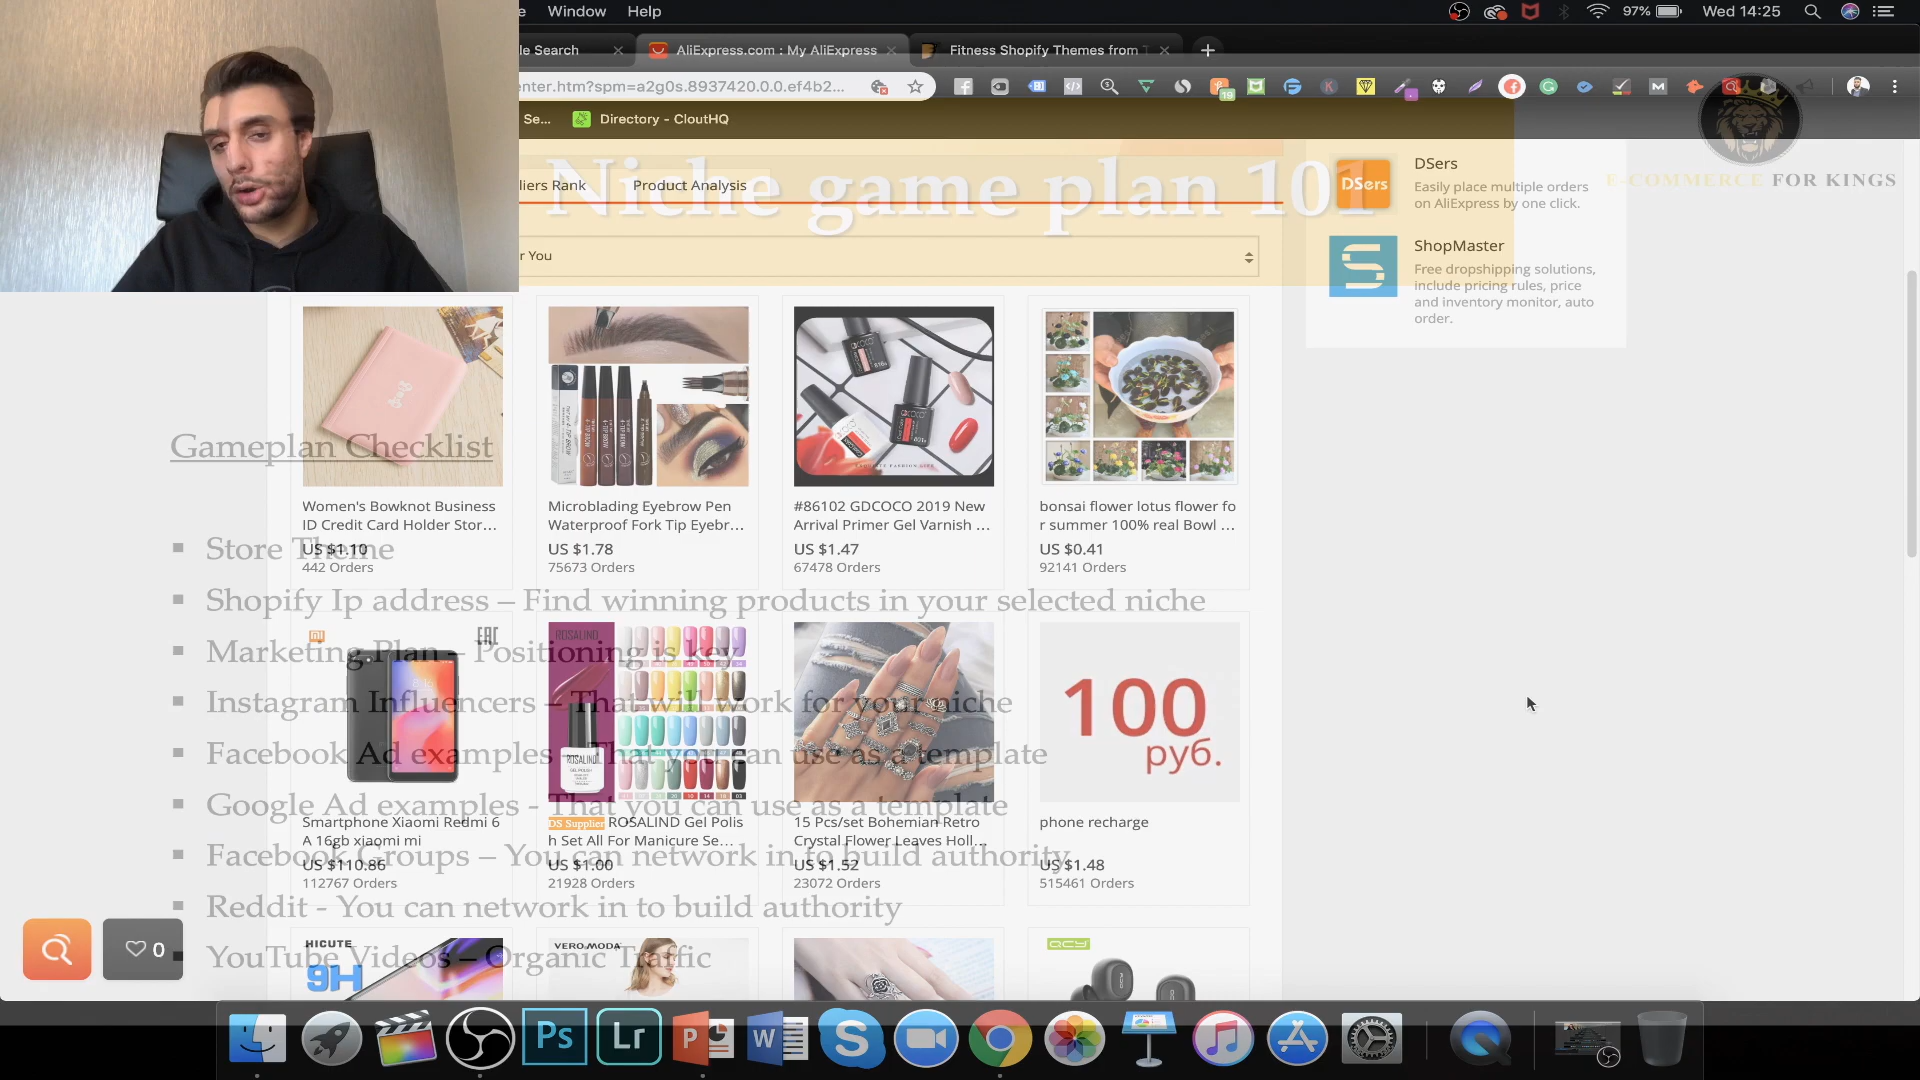 e Window Help
97% Wed 14:25
le Search
AliExpress.com : My AliExpress
Fitness Shopify Themes from T
enter.htm?spm=a2g0s.8937420.0.0.ef4b2...
19
Se...
Directory - CloutHQ
Niche game plan 101
liers Rank
Product Analysis
r You
DSers
DSers
Easily place multiple orders
on AliExpress by one click.
ShopMaster
Free dropshipping solutions,
include pricing rules, price
and inventory monitor, auto
order.
E-COMMERCE FOR KINGS
Gameplan Checklist
Women's Bowknot Business
ID Credit Card Holder Stor...
US $1.10
442 Orders
Microblading Eyebrow Pen
Waterproof Fork Tip Eyebr...
US $1.78
75673 Orders
#86102 GDCOCO 2019 New
Arrival Primer Gel Varnish ...
US $1.47
67478 Orders
bonsai flower lotus flower fo
r summer 100% real Bowl ...
US $0.41
92141 Orders
▪ Store Theme
▪ Shopify Ip address – Find winning products in your selected niche
▪ Marketing Plan – Positioning is key
▪ Instagram Influencers – That will work for your niche
▪ Facebook Ad examples - That you can use as a template
▪ Google Ad examples - That you can use as a template
▪ Facebook Groups – You can network in to build authority
▪ Reddit - You can network in to build authority
▪ YouTube Videos – Organic Traffic
EAC
ROSALIND
ROSALIND
100
руб.
Smartphone Xiaomi Redmi 6
A 16gb xiaomi mi
US $110.86
112767 Orders
DS Supplier ROSALIND Gel Polis
h Set All For Manicure Se...
US $1.00
21928 Orders
15 Pcs/set Bohemian Retro
Crystal Flower Leaves Holl...
US $1.52
23072 Orders
phone recharge
US $1.48
515461 Orders
0
HICUTE
9H
VERO MODA
QCY
Ps
Lr
P
W
S